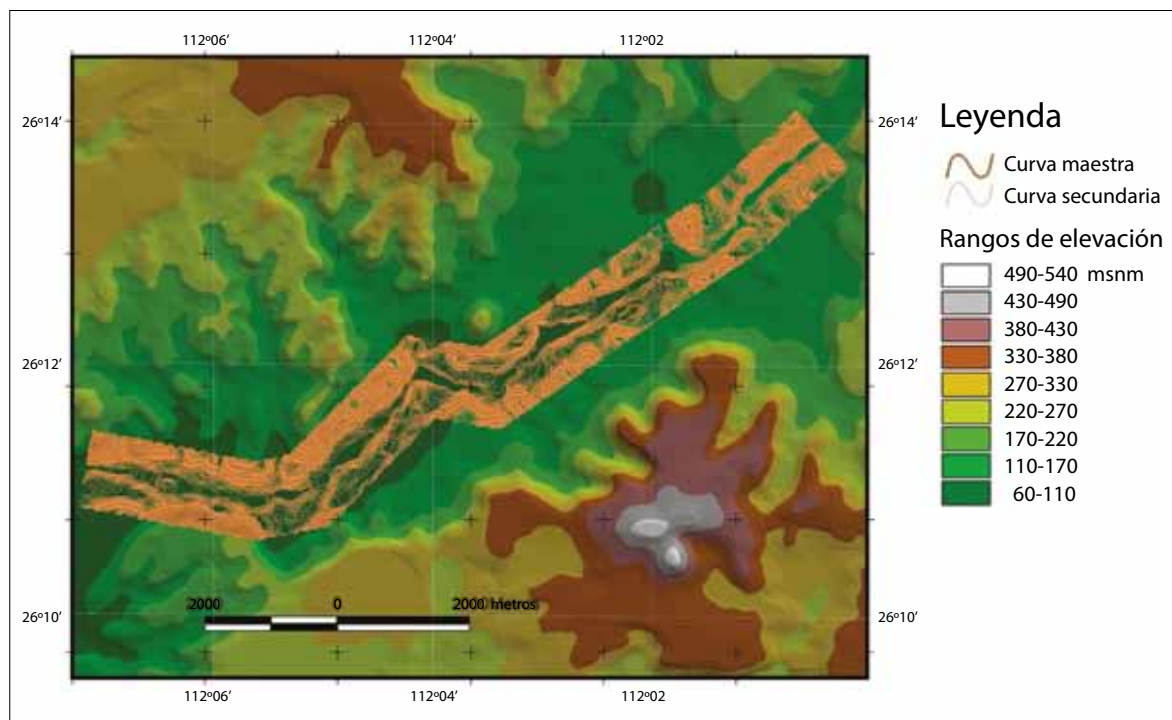 112º06′ 112º04′ 112º02
26º14′ 26º14′
26º12′ 26º12′
26º10′ 26º10′
2000 0 2000 metros
112º06′ 112º04′ 112º02
Leyenda
Curva maestra
Curva secundaria
Rangos de elevación
490-540 msnm
430-490
380-430
330-380
270-330
220-270
170-220
110-170
60-110